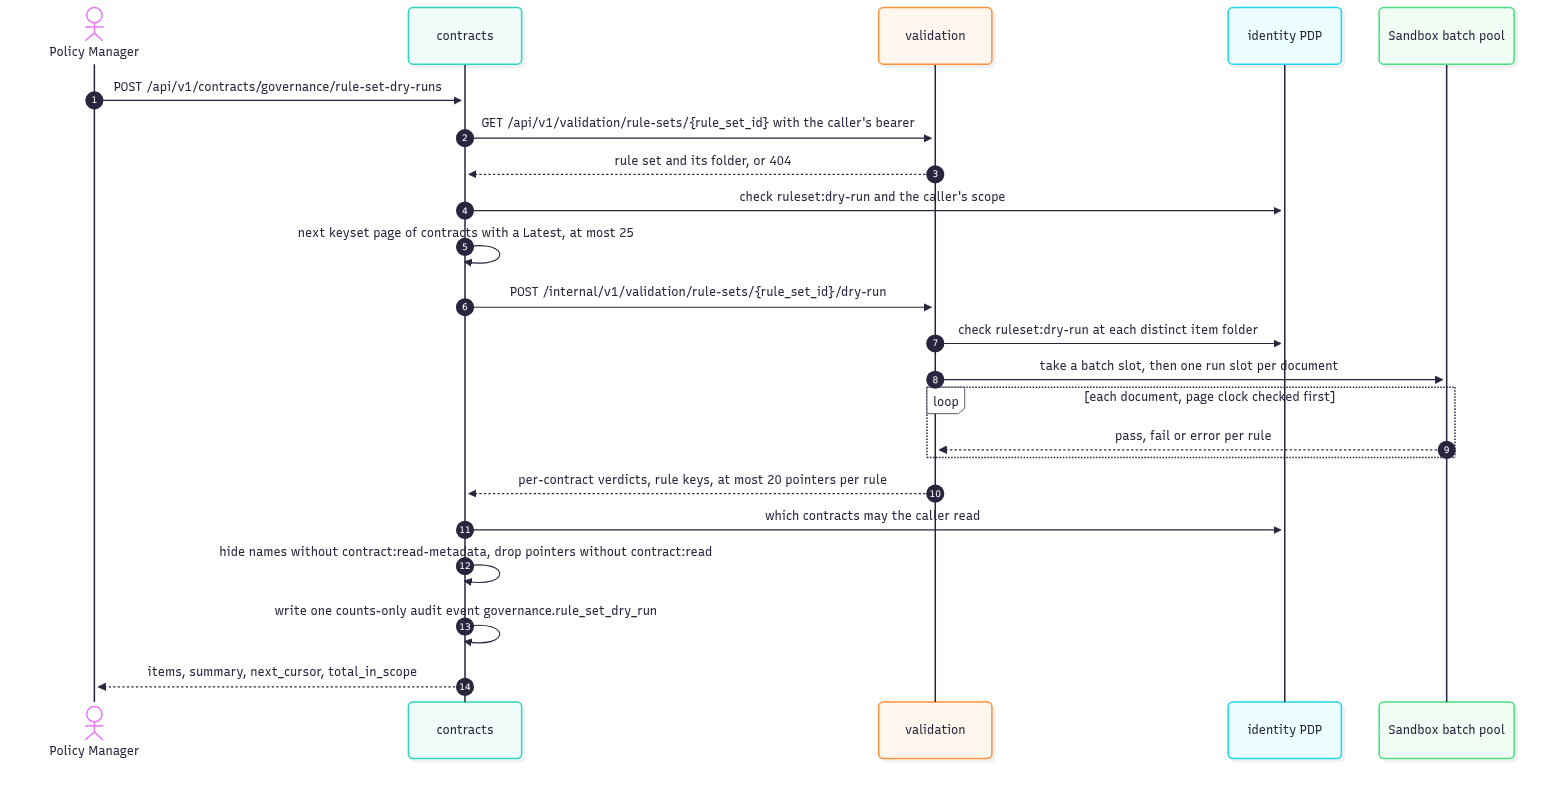 Policy Manager
contracts
validation
identity PDP
Sandbox batch pool
1 POST /api/v1/contracts/governance/rule-set-dry-runs
2 GET /api/v1/validation/rule-sets/{rule_set_id} with the caller's bearer
rule set and its folder, or 404 3
4 check ruleset:dry-run and the caller's scope
next keyset page of contracts with a Latest, at most 25
5
6 POST /internal/v1/validation/rule-sets/{rule_set_id}/dry-run
7 check ruleset:dry-run at each distinct item folder
8 take a batch slot, then one run slot per document
loop [each document, page clock checked first]
pass, fail or error per rule 9
per-contract verdicts, rule keys, at most 20 pointers per rule 10
11 which contracts may the caller read
hide names without contract:read-metadata, drop pointers without contract:read
12
write one counts-only audit event governance.rule_set_dry_run
13
items, summary, next_cursor, total_in_scope 14
Policy Manager
contracts
validation
identity PDP
Sandbox batch pool